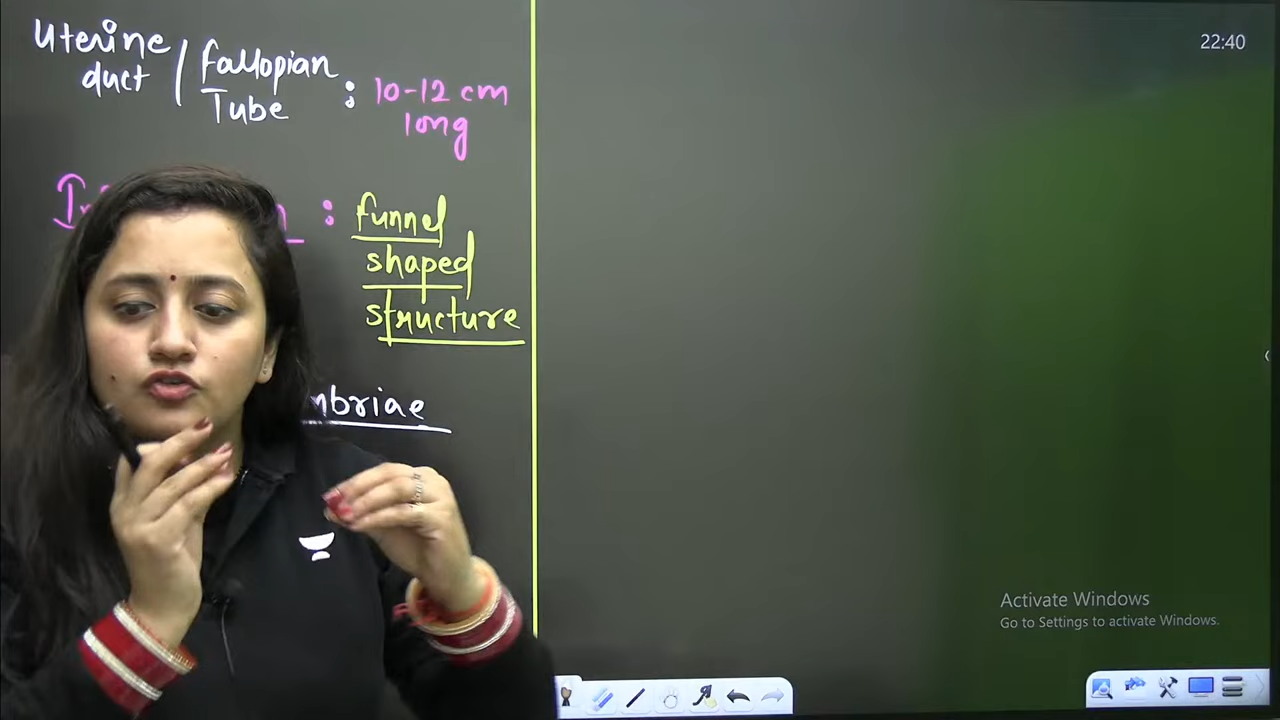 Uterine
duct / Fallopian
Tube : 10-12 cm
long
: funnel
shaped
structure
mbriae
22:40
Activate Windows
Go to Settings to activate Windows.